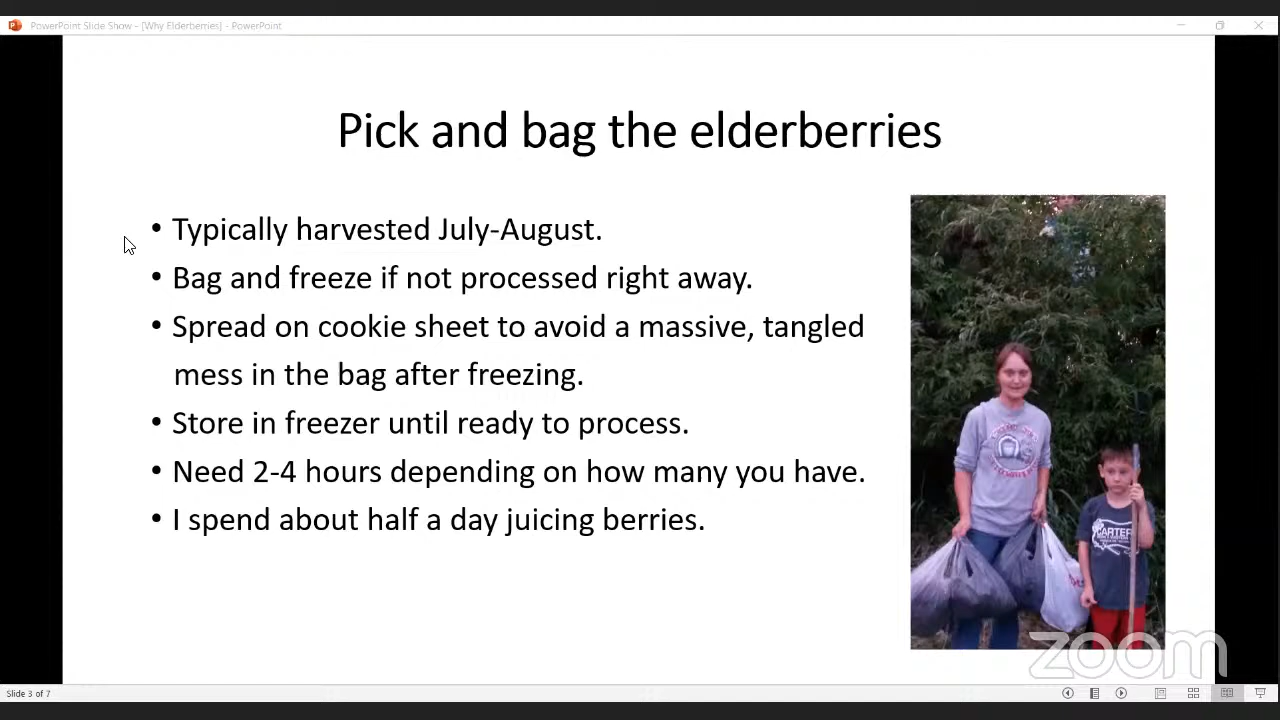 PowerPoint Slide Show - [Why Elderberries] - PowerPoint
Pick and bag the elderberries
• Typically harvested July-August.
• Bag and freeze if not processed right away.
• Spread on cookie sheet to avoid a massive, tangled
mess in the bag after freezing.
• Store in freezer until ready to process.
• Need 2-4 hours depending on how many you have.
• I spend about half a day juicing berries.
CARTER
zoom
Slide 3 of 7